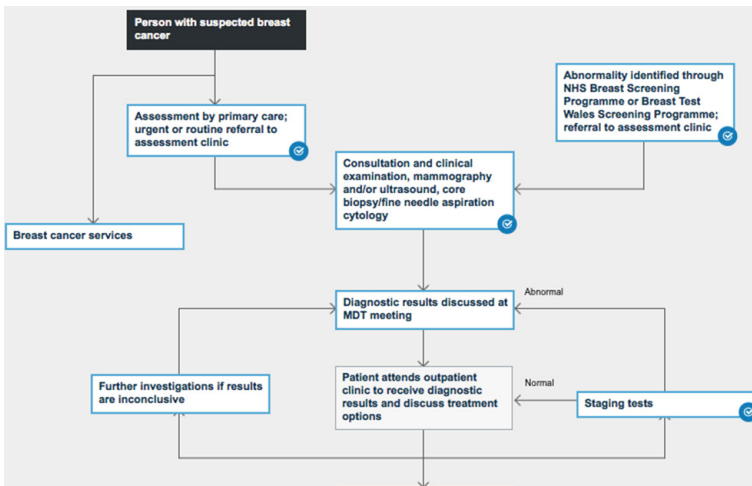 Person with suspected breast
cancer
Abnormality identified through
NHS Breast Screening
Programme or Breast Test
Wales Screening Programme;
referral to assessment clinic
Assessment by primary care;
urgent or routine referral to
assessment clinic
Consultation and clinical
examination, mammography
and/or ultrasound, core
biopsy/fine needle aspiration
cytology
Breast cancer services
Diagnostic results discussed at
MDT meeting
Abnormal
Further investigations if results
are inconclusive
Patient attends outpatient
clinic to receive diagnostic
results and discuss treatment
options
Normal
Staging tests